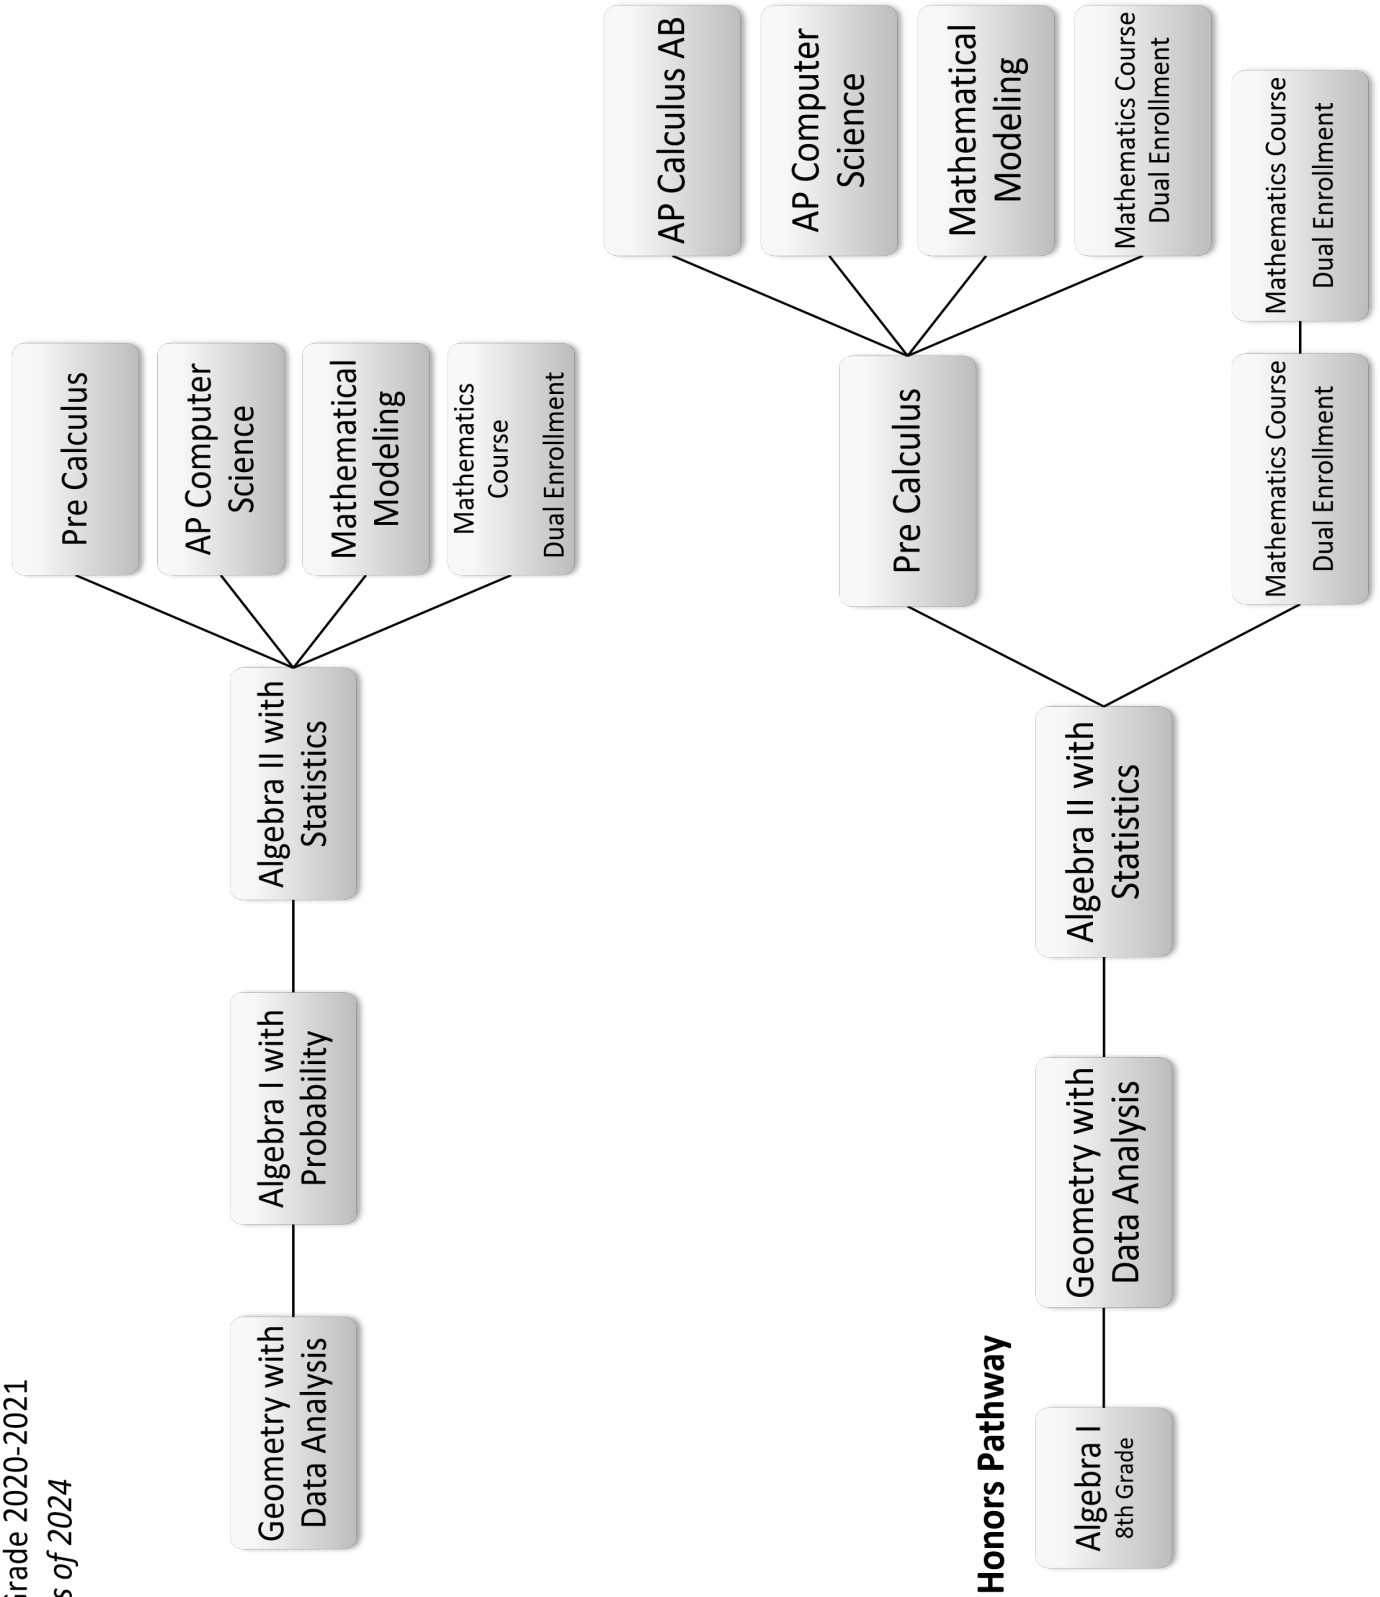 Grade 2020-2021
s of 2024
Geometry with
Data Analysis
Algebra I with
Probability
Algebra II with
Statistics
Pre Calculus
AP Computer
Science
Mathematical
Modeling
Mathematics
Course
Dual Enrollment
Honors Pathway
Algebra I
8th Grade
Geometry with
Data Analysis
Algebra II with
Statistics
Pre Calculus
AP Calculus AB
AP Computer
Science
Mathematical
Modeling
Mathematics Course
Dual Enrollment
Mathematics Course
Dual Enrollment
Mathematics Course
Dual Enrollment